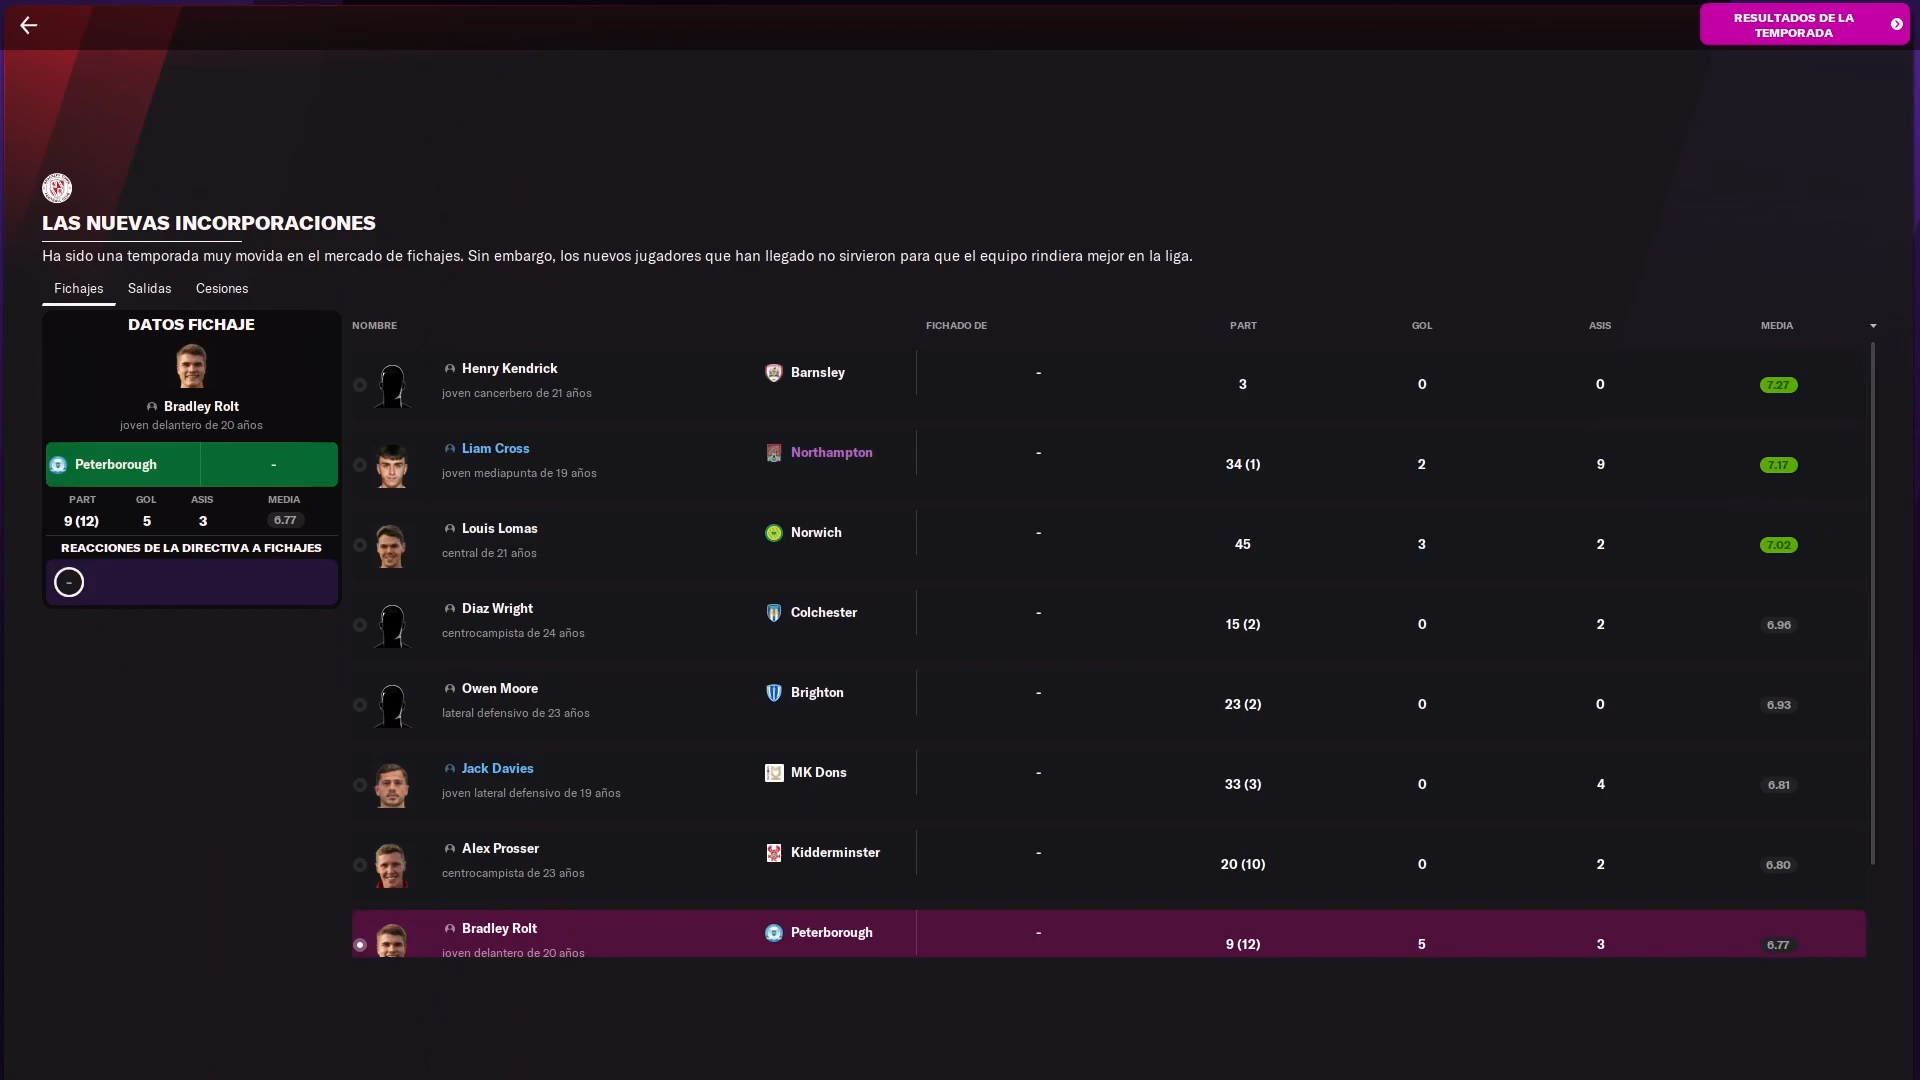 RESULTADOS DE LA
TEMPORADA
LAS NUEVAS INCORPORACIONES
Ha sido una temporada muy movida en el mercado de fichajes. Sin embargo, los nuevos jugadores que han llegado no sirvieron para que el equipo rindiera mejor en la liga.
Fichajes Salidas Cesiones
DATOS FICHAJE
Bradley Rolt
joven delantero de 20 años
Peterborough -
PART GOL ASIS MEDIA
9 (12) 5 3 6.77
REACCIONES DE LA DIRECTIVA A FICHAJES
-
NOMBRE FICHADO DE PART GOL ASIS MEDIA
Henry Kendrick Barnsley - 3 0 0 7.27
joven cancerbero de 21 años
Liam Cross Northampton - 34 (1) 2 9 7.17
joven mediapunta de 19 años
Louis Lomas Norwich - 45 3 2 7.02
central de 21 años
Diaz Wright Colchester - 15 (2) 0 2 6.96
centrocampista de 24 años
Owen Moore Brighton - 23 (2) 0 0 6.93
lateral defensivo de 23 años
Jack Davies MK Dons - 33 (3) 0 4 6.81
joven lateral defensivo de 19 años
Alex Prosser Kidderminster - 20 (10) 0 2 6.80
centrocampista de 23 años
Bradley Rolt Peterborough - 9 (12) 5 3 6.77
joven delantero de 20 años